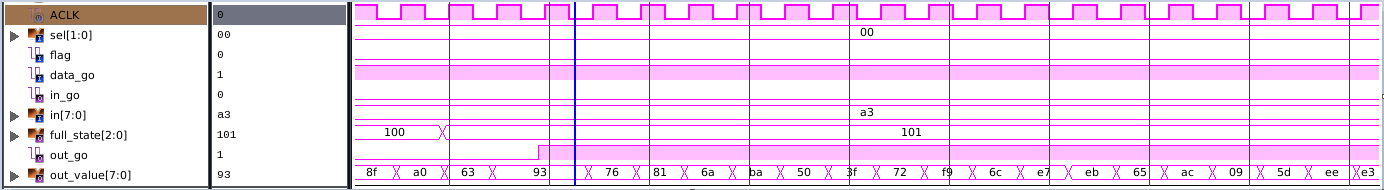 ACLK 0
sel[1:0] 00 00
flag 0
data_go 1
in_go 0
in[7:0] a3 a3
full_state[2:0] 101 100 101
out_go 1
out_value[7:0] 93 8f a0 63 93 76 81 6a ba 50 3f 72 f9 6c e7 eb 65 ac 09 5d ee e3